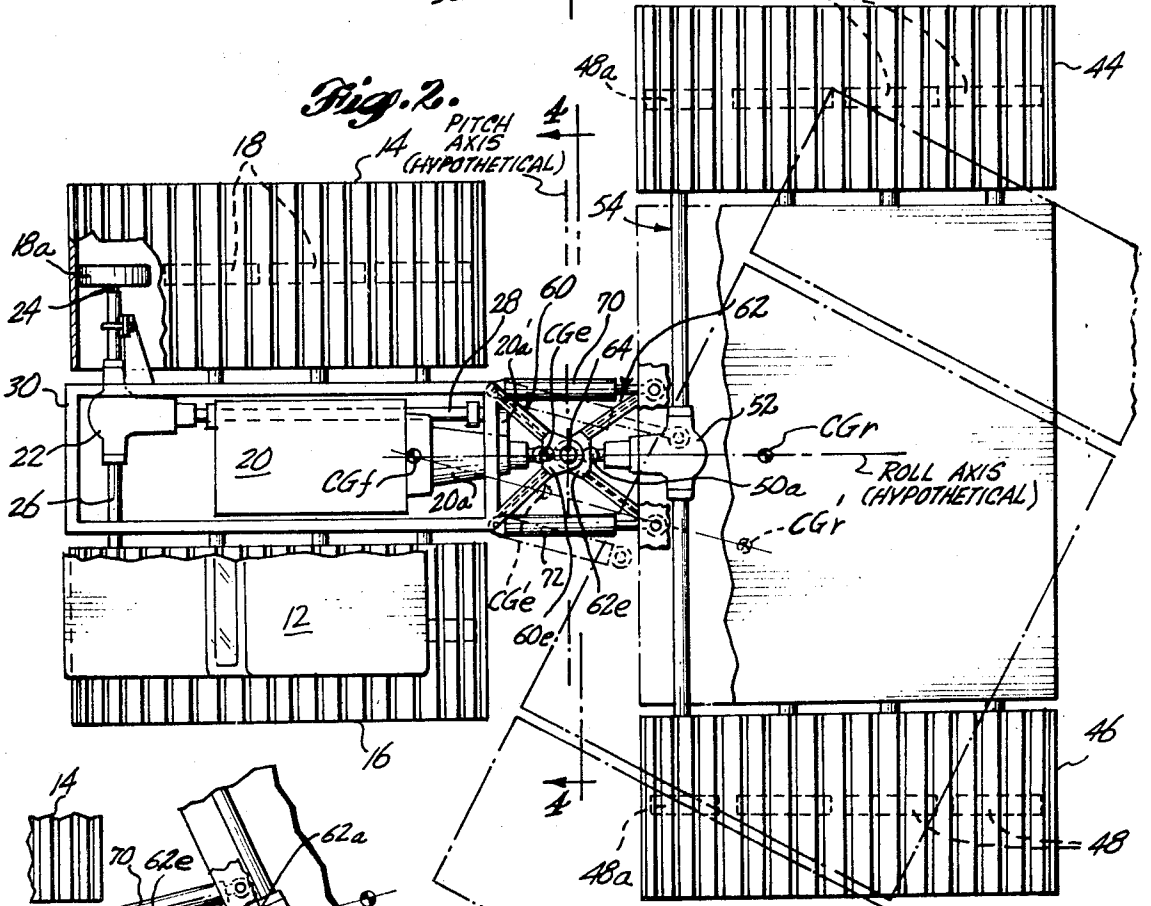 Fig. 2.
PITCH
AXIS
(HYPOTHETICAL)
4
48a
44
18
14
54
18a
24
28
20a'
60
CGe
70
64
62
30
22
26
20
CGf
20a
52
CGr
50a
ROLL AXIS
(HYPOTHETICAL)
CGr'
CGe'
72
60e
62e
12
16
4
46
48a
48
14
70
62e
62a